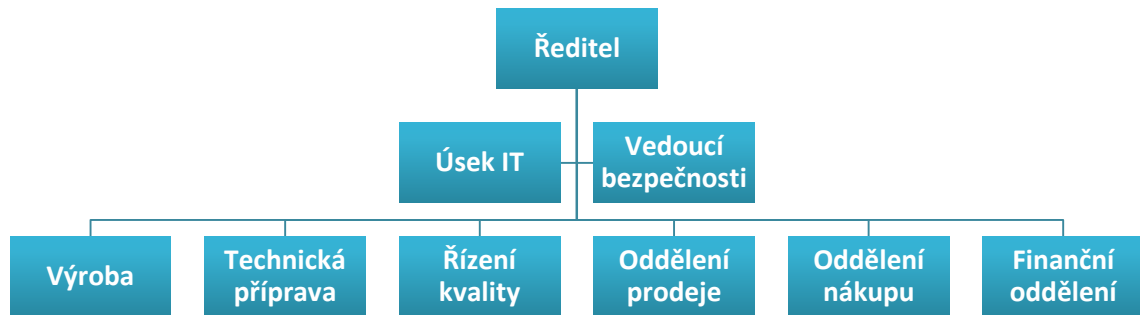 Ředitel
Úsek IT
Vedoucí
bezpečnosti
Výroba
Technická
příprava
Řízení
kvality
Oddělení
prodeje
Oddělení
nákupu
Finanční
oddělení